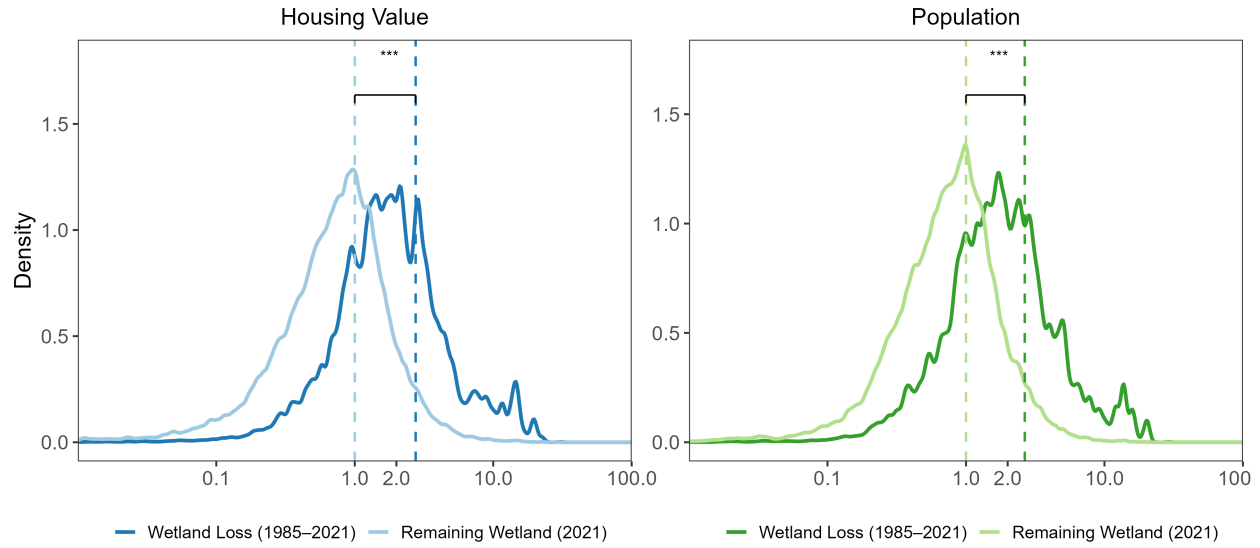 Housing Value
Population
***
***
Density
1.5
1.0
0.5
0.0
1.5
1.0
0.5
0.0
0.1 1.0 2.0 10.0 100.0
0.1 1.0 2.0 10.0 100
Wetland Loss (1985–2021) Remaining Wetland (2021)
Wetland Loss (1985–2021) Remaining Wetland (2021)